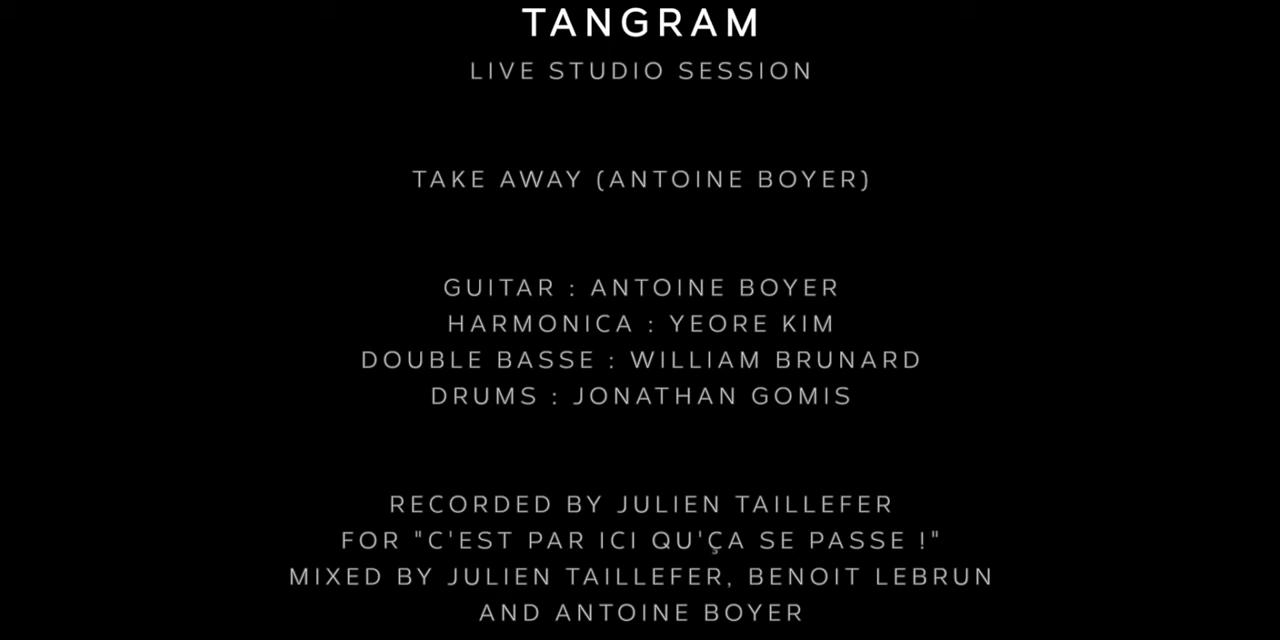 TANGRAM
LIVE STUDIO SESSION
TAKE AWAY (ANTOINE BOYER)
GUITAR : ANTOINE BOYER
HARMONICA : YEORE KIM
DOUBLE BASSE : WILLIAM BRUNARD
DRUMS : JONATHAN GOMIS
RECORDED BY JULIEN TAILLEFER
FOR "C'EST PAR ICI QU'ÇA SE PASSE !"
MIXED BY JULIEN TAILLEFER, BENOIT LEBRUN
AND ANTOINE BOYER